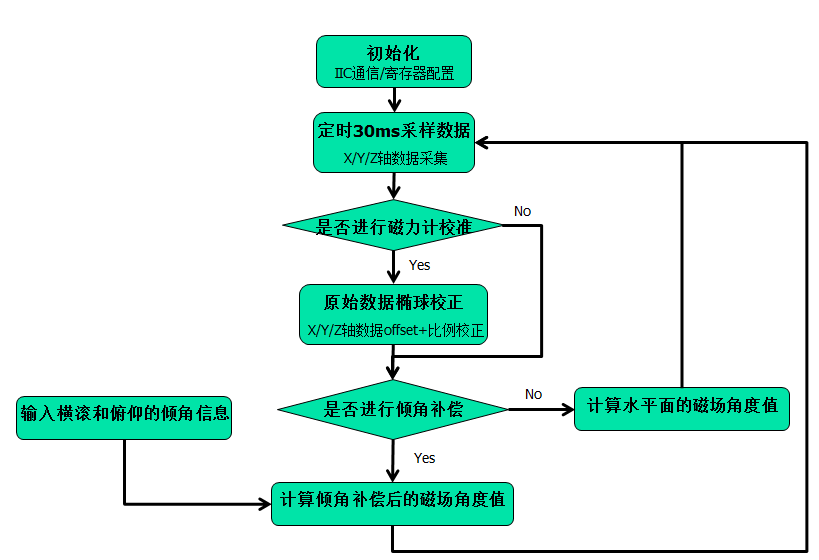 初始化
IIC通信/寄存器配置
定时30ms采样数据
X/Y/Z轴数据采集
是否进行磁力计校准
No
Yes
原始数据椭球校正
X/Y/Z轴数据offset+比例校正
是否进行倾角补偿
No
计算水平面的磁场角度值
输入横滚和俯仰的倾角信息
Yes
计算倾角补偿后的磁场角度值